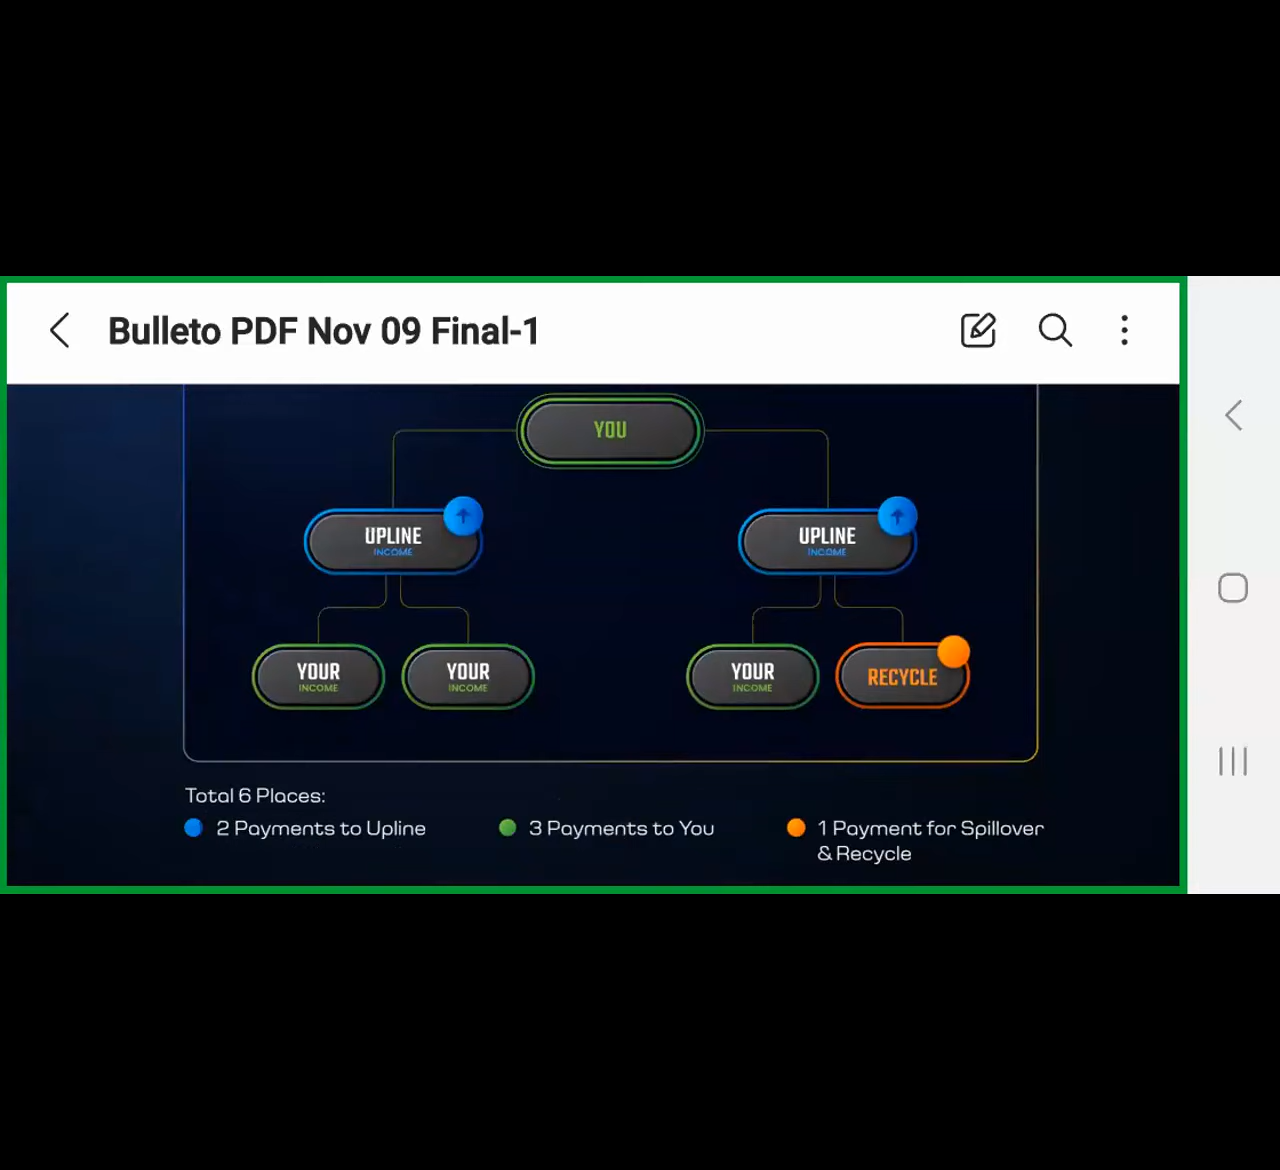 Bulleto PDF Nov 09 Final-1
YOU
UPLINE
INCOME
UPLINE
INCOME
YOUR
INCOME
YOUR
INCOME
YOUR
INCOME
RECYCLE
Total 6 Places:
2 Payments to Upline
3 Payments to You
1 Payment for Spillover
& Recycle